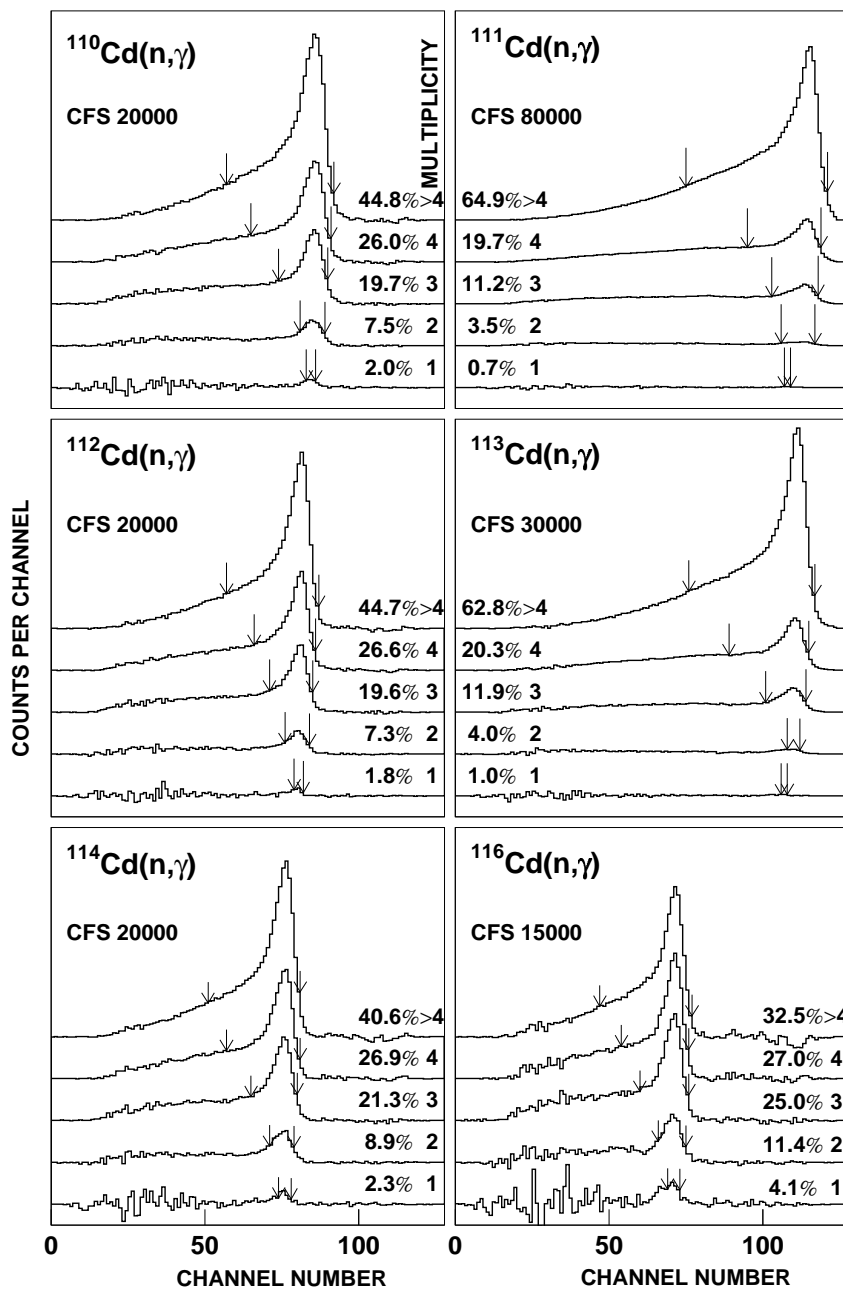 COUNTS PER CHANNEL
MULTIPLICITY
¹¹⁰Cd(n,γ)
CFS 20000
44.8%>4
26.0% 4
19.7% 3
7.5% 2
2.0% 1
¹¹¹Cd(n,γ)
CFS 80000
64.9%>4
19.7% 4
11.2% 3
3.5% 2
0.7% 1
¹¹²Cd(n,γ)
CFS 20000
44.7%>4
26.6% 4
19.6% 3
7.3% 2
1.8% 1
¹¹³Cd(n,γ)
CFS 30000
62.8%>4
20.3% 4
11.9% 3
4.0% 2
1.0% 1
¹¹⁴Cd(n,γ)
CFS 20000
40.6%>4
26.9% 4
21.3% 3
8.9% 2
2.3% 1
¹¹⁶Cd(n,γ)
CFS 15000
32.5%>4
27.0% 4
25.0% 3
11.4% 2
4.1% 1
0 50 100 0 50 100
CHANNEL NUMBER CHANNEL NUMBER